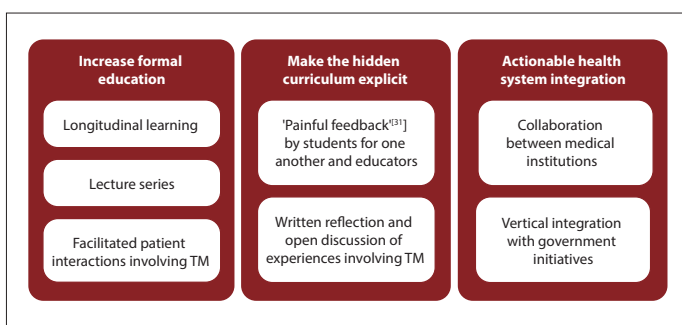 Increase formal
education
Longitudinal learning
Lecture series
Facilitated patient
interactions involving TM
Make the hidden
curriculum explicit
'Painful feedback'[31]
by students for one
another and educators
Written reflection and
open discussion of
experiences involving TM
Actionable health
system integration
Collaboration
between medical
institutions
Vertical integration
with government
initiatives